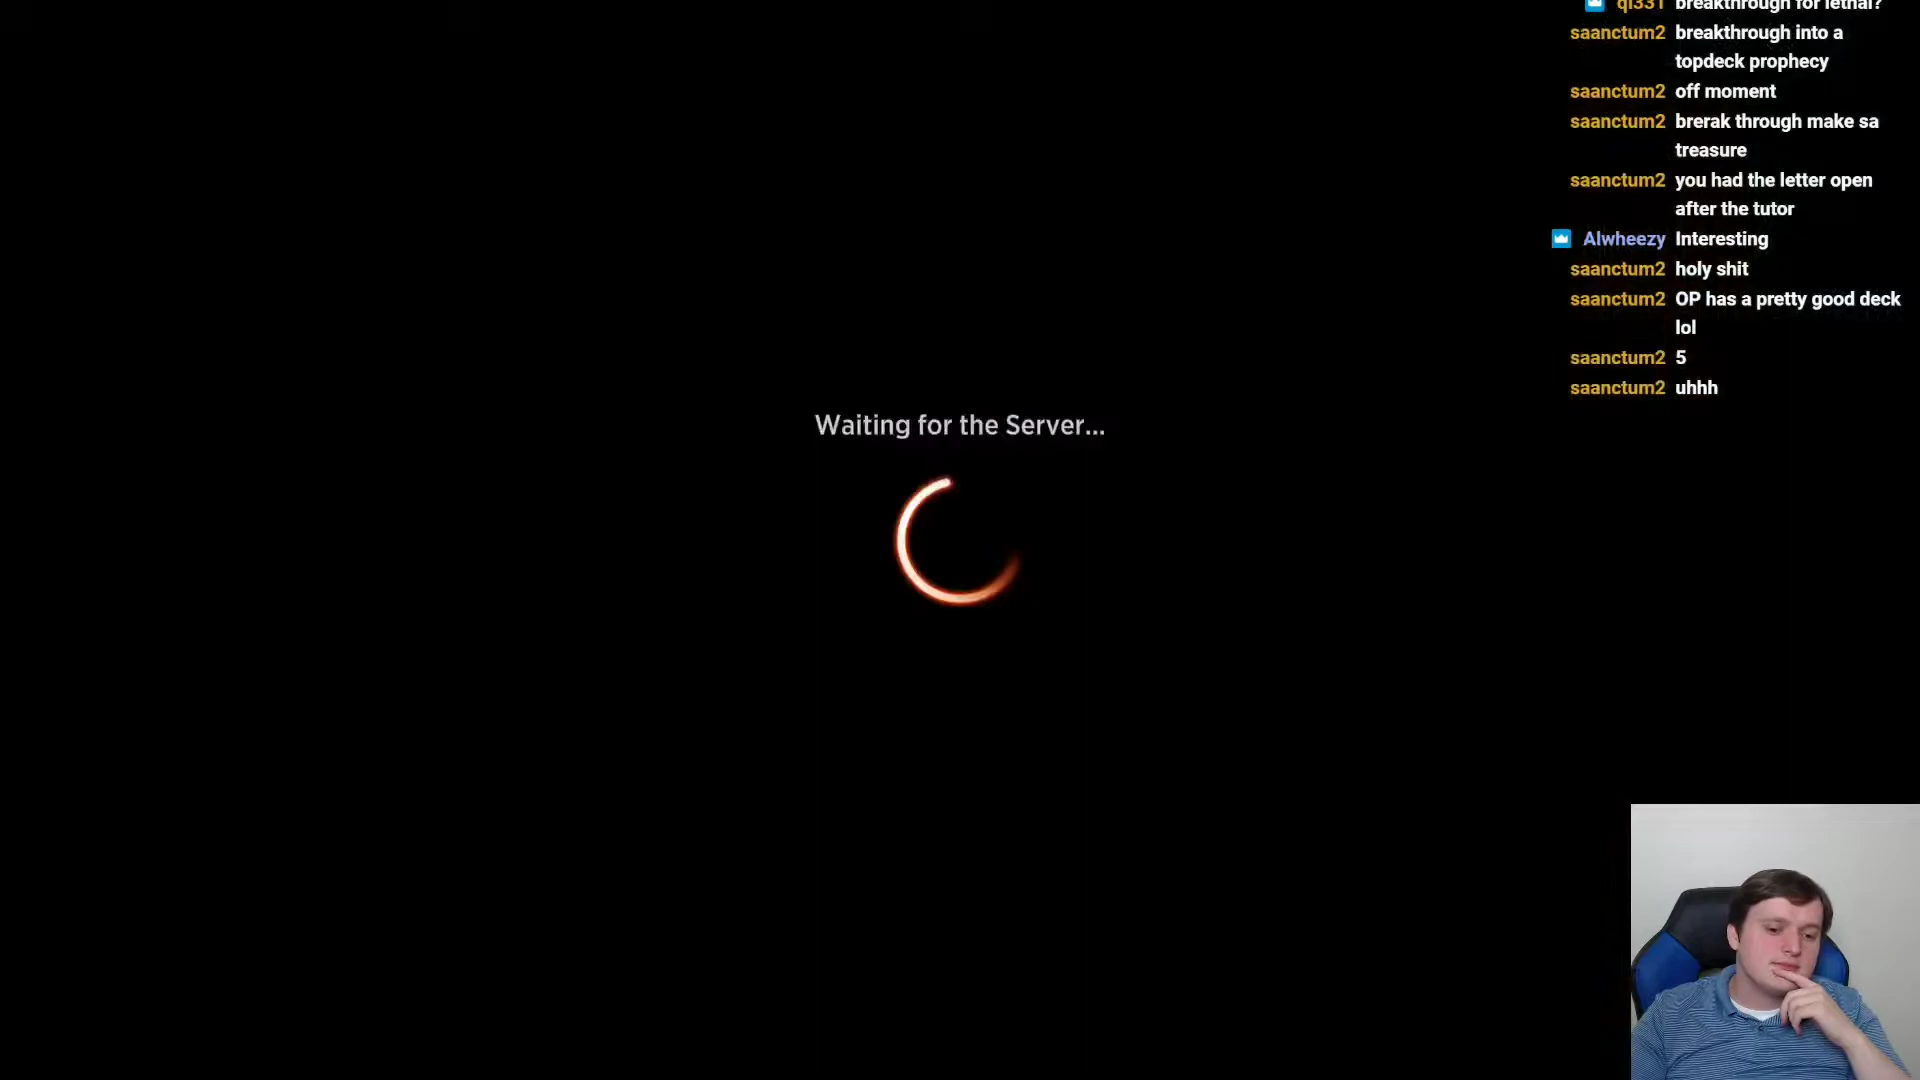 ql331 breakthrough for lethal?
saanctum2 breakthrough into a
topdeck prophecy
saanctum2 off moment
saanctum2 brerak through make sa
treasure
saanctum2 you had the letter open
after the tutor
Alwheezy Interesting
saanctum2 holy shit
saanctum2 OP has a pretty good deck
lol
saanctum2 5
saanctum2 uhhh
Waiting for the Server...